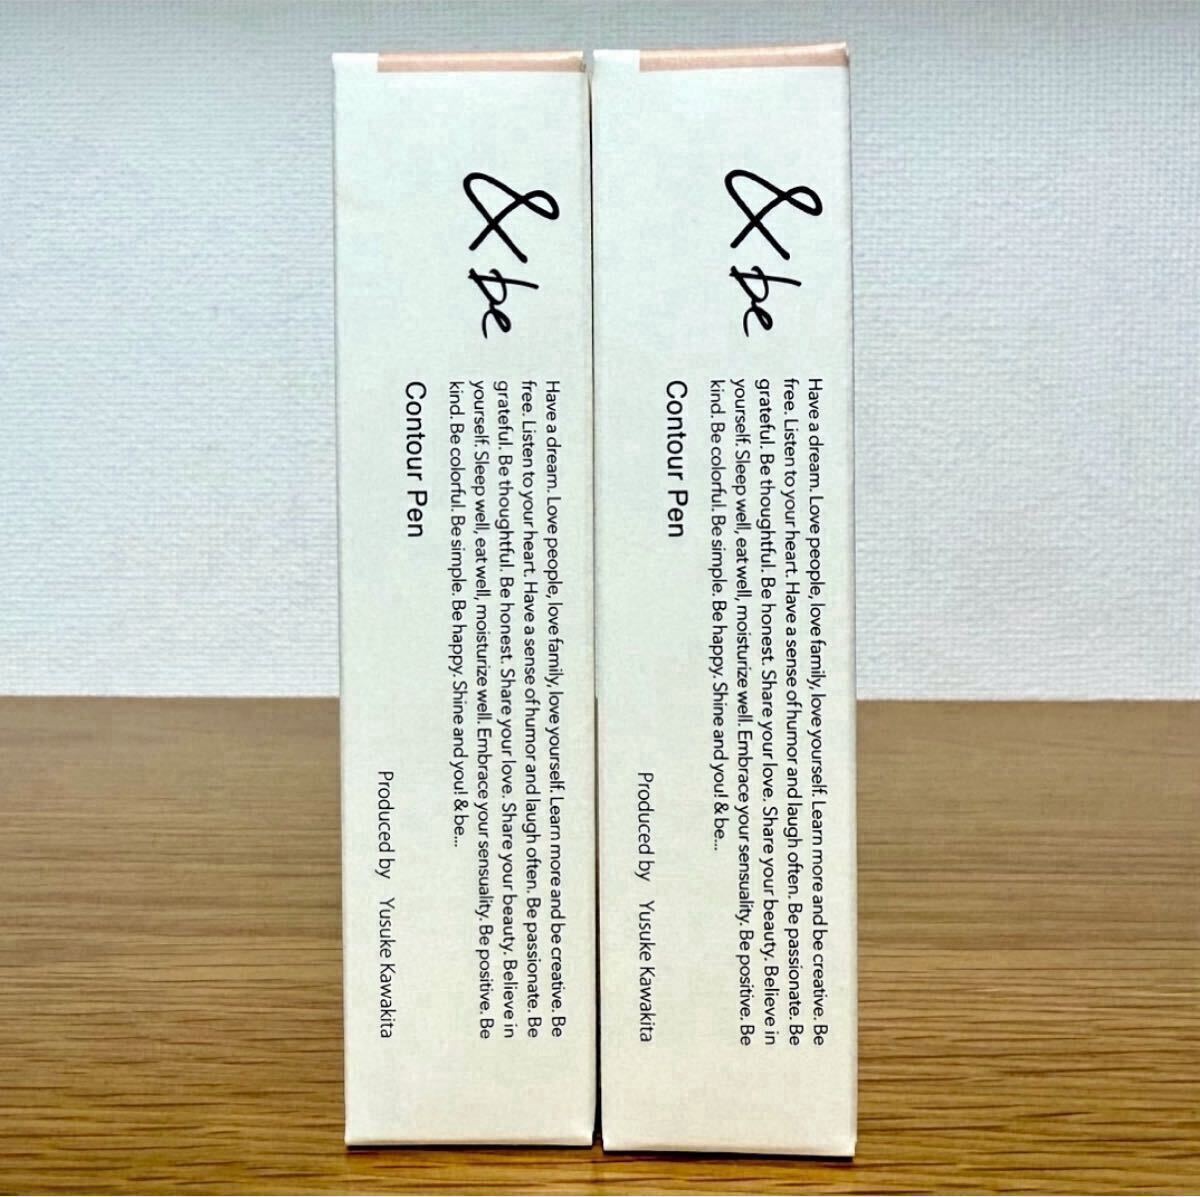 & be
Have a dream. Love people, love family, love yourself. Learn more and be creative. Be
free. Listen to your heart. Have a sense of humor and laugh often. Be passionate. Be
grateful. Be thoughtful. Be honest. Share your love. Share your beauty. Believe in
yourself. Sleep well, eat well, moisturize well. Embrace your sensuality. Be positive. Be
kind. Be colorful. Be simple. Be happy. Shine and you! & be...
Contour Pen
Produced by Yusuke Kawakita
& be
Have a dream. Love people, love family, love yourself. Learn more and be creative. Be
free. Listen to your heart. Have a sense of humor and laugh often. Be passionate. Be
grateful. Be thoughtful. Be honest. Share your love. Share your beauty. Believe in
yourself. Sleep well, eat well, moisturize well. Embrace your sensuality. Be positive. Be
kind. Be colorful. Be simple. Be happy. Shine and you! & be...
Contour Pen
Produced by Yusuke Kawakita